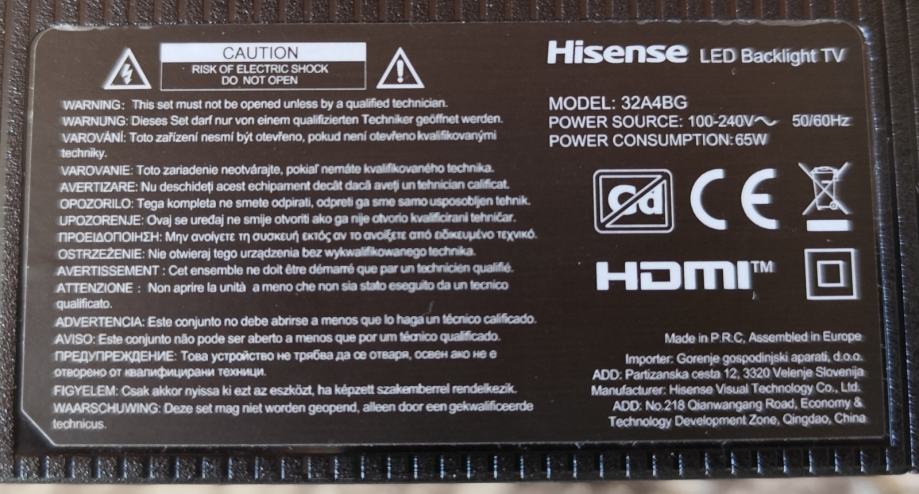 CAUTION
RISK OF ELECTRIC SHOCK
DO NOT OPEN
WARNING: This set must not be opened unless by a qualified technician.
WARNUNG: Dieses Set darf nur von einem qualifizierten Techniker geöffnet werden.
VAROVÁNÍ: Toto zařízení nesmí být otevřeno, pokud není otevřeno kvalifikovanými
techniky.
VAROVANIE: Toto zariadenie neotvárajte, pokiaľ nemáte kvalifikovaného technika.
AVERTIZARE: Nu deschideți acest echipament decât dacă aveți un tehnician calificat.
OPOZORILO: Tega kompleta ne smete odpirati, odpreti ga sme samo usposobljen tehnik.
UPOZORENJE: Ovaj se uređaj ne smije otvoriti ako ga nije otvorio kvalificirani tehničar.
ΠΡΟΕΙΔΟΠΟΙΗΣΗ: Μην ανοίγετε τη συσκευή εκτός αν το ανοίξετε από ειδικευμένο τεχνικό.
OSTRZEŻENIE: Nie otwieraj tego urządzenia bez wykwalifikowanego technika.
AVERTISSEMENT : Cet ensemble ne doit être démarré que par un technicien qualifié.
ATTENZIONE : Non aprire la unità a meno che non sia stato eseguito da un tecnico
qualificato.
ADVERTENCIA: Este conjunto no debe abrirse a menos que lo haga un técnico calificado.
AVISO: Este conjunto não pode ser aberto a menos que por um técnico qualificado.
ПРЕДУПРЕЖДЕНИЕ: Това устройство не трябва да се отваря, освен ако не е
отворено от квалифицирани техници.
FIGYELEM: Csak akkor nyissa ki ezt az eszközt, ha képzett szakemberrel rendelkezik.
WAARSCHUWING: Deze set mag niet worden geopend, alleen door een gekwalificeerde
technicus.
Hisense LED Backlight TV
MODEL: 32A4BG
POWER SOURCE: 100-240V～ 50/60Hz
POWER CONSUMPTION: 65W
Cd CE
HDMI™
Made in P.R.C, Assembled in Europe
Importer: Gorenje gospodinjski aparati, d.o.o.
ADD: Partizanska cesta 12, 3320 Velenje Slovenija
Manufacturer: Hisense Visual Technology Co., Ltd.
ADD: No.218 Qianwangang Road, Economy &
Technology Development Zone, Qingdao, China